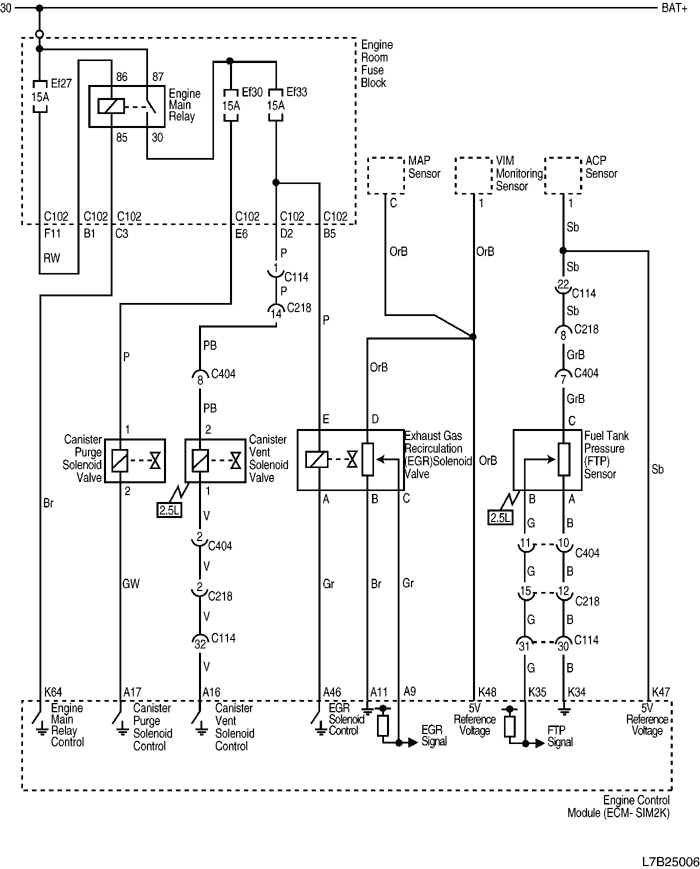 30 BAT+
Engine
Room
Fuse
Block
Ef27
15A
86 87
Engine
Main
Relay
85 30
Ef30
15A
Ef33
15A
MAP
Sensor
VIM
Monitoring
Sensor
ACP
Sensor
C 1 1
C102 C102 C102 C102 C102 C102
F11 B1 C3 E6 D2 B5
RW
P
1 C114
P
14 C218
OrB OrB
Sb
Sb
22 C114
Sb
8 C218
GrB
7 C404
GrB
P
PB
8 C404
PB
P
OrB
Canister
Purge
Solenoid
Valve
1
2
Canister
Vent
Solenoid
Valve
2
1
2.5L
E D
Exhaust Gas
Recirculation
(EGR)Solenoid
Valve
A B C
OrB
C
Fuel Tank
Pressure
(FTP)
Sensor
B A
2.5L
Sb
Br
V
2 C404
V
2 C218
V
32 C114
V
GW
Gr Br Gr
G B
11 10 C404
G B
15 12 C218
G B
31 30 C114
G B
K64 A17 A16 A46 A11 A9 K48 K35 K34 K47
Engine
Main
Relay
Control
Canister
Purge
Solenoid
Control
Canister
Vent
Solenoid
Control
EGR
Solenoid
Control
EGR
Signal
5V
Reference
Voltage
FTP
Signal
5V
Reference
Voltage
Engine Control
Module (ECM- SIM2K)
L7B25006